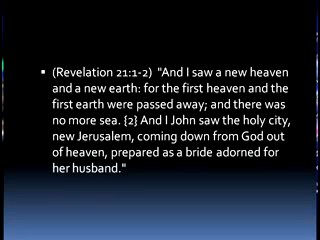 (Revelation 21:1-2)  "And I saw a new heaven
and a new earth: for the first heaven and the
first earth were passed away; and there was
no more sea. {2} And I John saw the holy city,
new Jerusalem, coming down from God out
of heaven, prepared as a bride adorned for
her husband."